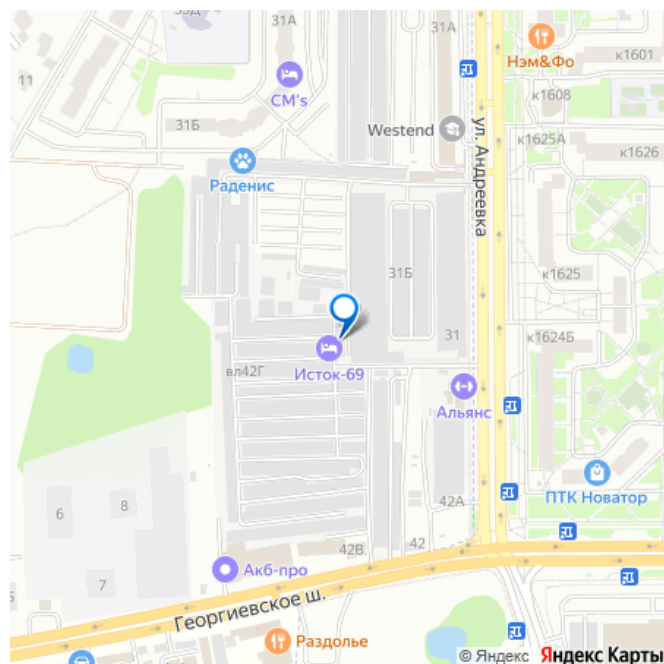 31А
31А
Нэм&Фо
к1601
11
CM's
к1608
31Б
Westend
к1625А
к1626
Раденис
ул. Андреевка
31Б
к1625
31
к1624Б
вл42Г
Исток-69
Альянс
ПТК Новатор
42А
6
8
42В
42
Акб-про
7
Георгиевское ш.
Раздолье
© Яндекс Яндекс Карты